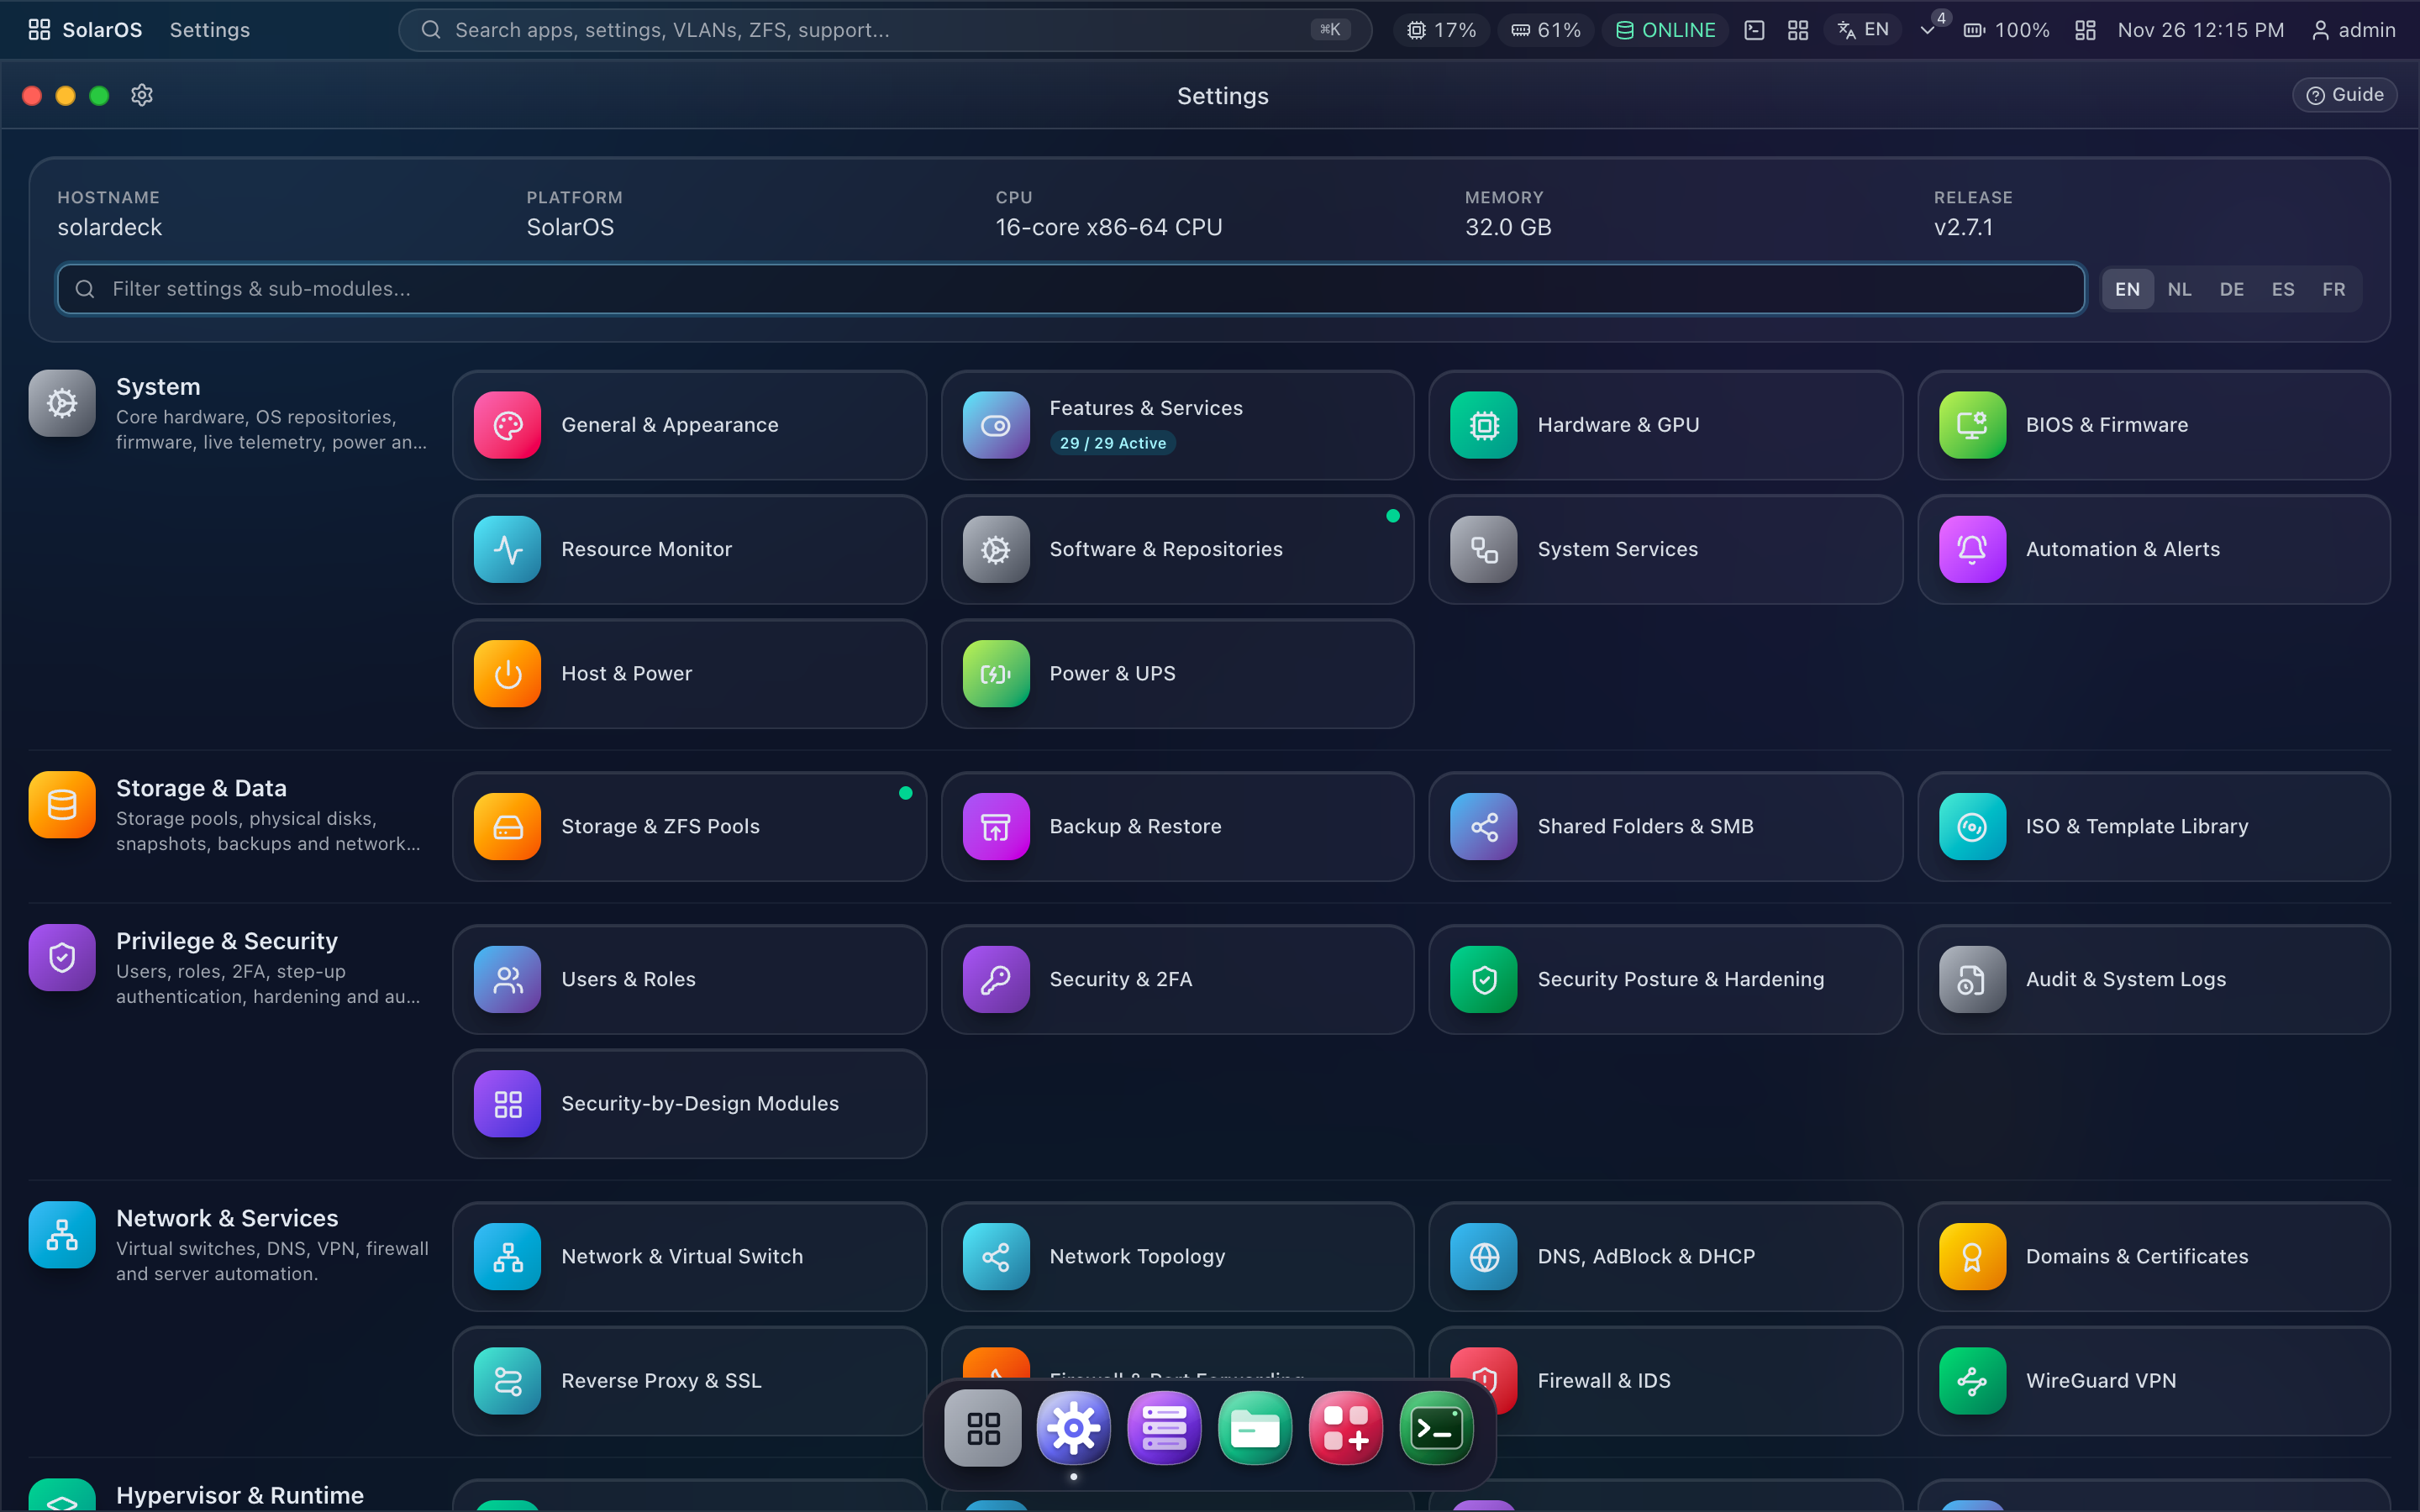 SolarOS Settings Search apps, settings, VLANs, ZFS, support... ⌘K 17% 61% ONLINE EN 4 100% Nov 26 12:15 PM admin
Settings
Guide
HOSTNAME PLATFORM CPU MEMORY RELEASE
solardeck SolarOS 16-core x86-64 CPU 32.0 GB v2.7.1
Filter settings & sub-modules... EN NL DE ES FR
System
Core hardware, OS repositories,
firmware, live telemetry, power an...
General & Appearance
Features & Services
29 / 29 Active
Hardware & GPU
BIOS & Firmware
Resource Monitor
Software & Repositories
System Services
Automation & Alerts
Host & Power
Power & UPS
Storage & Data
Storage pools, physical disks,
snapshots, backups and network...
Storage & ZFS Pools
Backup & Restore
Shared Folders & SMB
ISO & Template Library
Privilege & Security
Users, roles, 2FA, step-up
authentication, hardening and au...
Users & Roles
Security & 2FA
Security Posture & Hardening
Audit & System Logs
Security-by-Design Modules
Network & Services
Virtual switches, DNS, VPN, firewall
and server automation.
Network & Virtual Switch
Network Topology
DNS, AdBlock & DHCP
Domains & Certificates
Reverse Proxy & SSL
Firewall & Port Forwarding
Firewall & IDS
WireGuard VPN
Hypervisor & Runtime